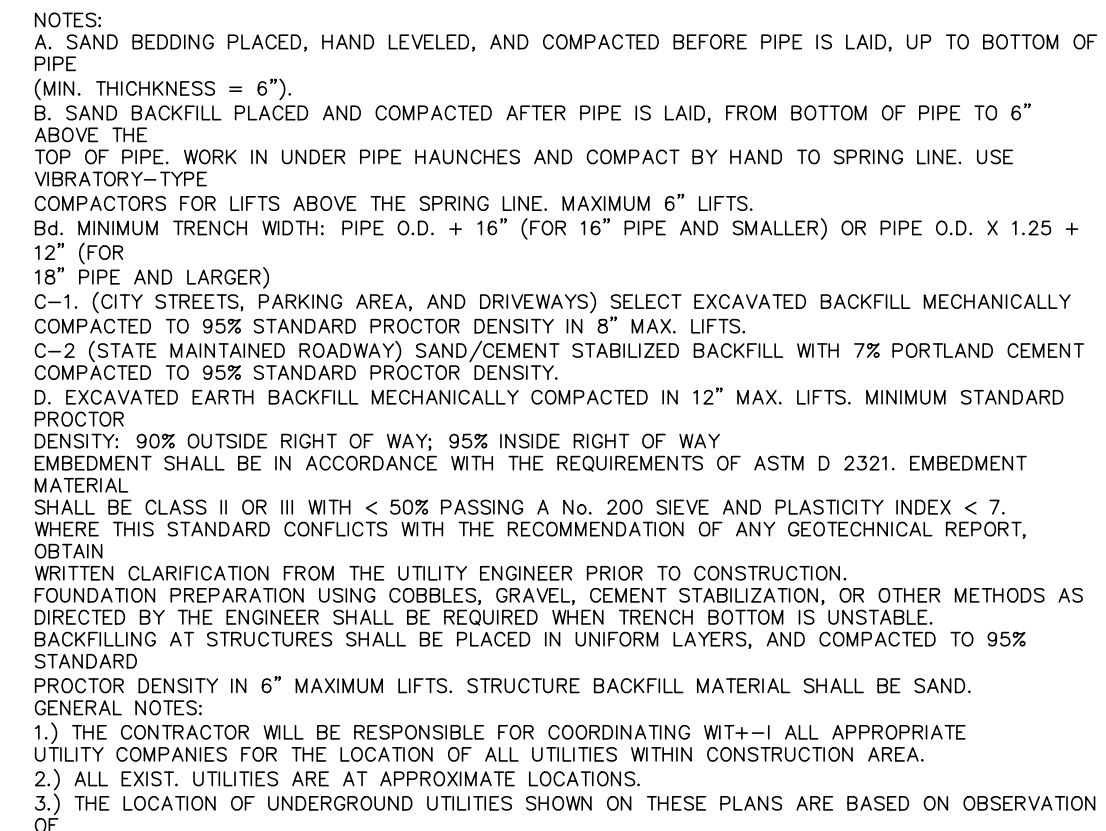 NOTES:
A. SAND BEDDING PLACED, HAND LEVELED, AND COMPACTED BEFORE PIPE IS LAID, UP TO BOTTOM OF
PIPE
(MIN. THICHKNESS = 6").
B. SAND BACKFILL PLACED AND COMPACTED AFTER PIPE IS LAID, FROM BOTTOM OF PIPE TO 6"
ABOVE THE
TOP OF PIPE. WORK IN UNDER PIPE HAUNCHES AND COMPACT BY HAND TO SPRING LINE. USE
VIBRATORY-TYPE
COMPACTORS FOR LIFTS ABOVE THE SPRING LINE. MAXIMUM 6" LIFTS.
Bd. MINIMUM TRENCH WIDTH: PIPE O.D. + 16" (FOR 16" PIPE AND SMALLER) OR PIPE O.D. X 1.25 +
12" (FOR
18" PIPE AND LARGER)
C-1. (CITY STREETS, PARKING AREA, AND DRIVEWAYS) SELECT EXCAVATED BACKFILL MECHANICALLY
COMPACTED TO 95% STANDARD PROCTOR DENSITY IN 8" MAX. LIFTS.
C-2 (STATE MAINTAINED ROADWAY) SAND/CEMENT STABILIZED BACKFILL WITH 7% PORTLAND CEMENT
COMPACTED TO 95% STANDARD PROCTOR DENSITY.
D. EXCAVATED EARTH BACKFILL MECHANICALLY COMPACTED IN 12" MAX. LIFTS. MINIMUM STANDARD
PROCTOR
DENSITY: 90% OUTSIDE RIGHT OF WAY; 95% INSIDE RIGHT OF WAY
EMBEDMENT SHALL BE IN ACCORDANCE WITH THE REQUIREMENTS OF ASTM D 2321. EMBEDMENT
MATERIAL
SHALL BE CLASS II OR III WITH < 50% PASSING A No. 200 SIEVE AND PLASTICITY INDEX < 7.
WHERE THIS STANDARD CONFLICTS WITH THE RECOMMENDATION OF ANY GEOTECHNICAL REPORT,
OBTAIN
WRITTEN CLARIFICATION FROM THE UTILITY ENGINEER PRIOR TO CONSTRUCTION.
FOUNDATION PREPARATION USING COBBLES, GRAVEL, CEMENT STABILIZATION, OR OTHER METHODS AS
DIRECTED BY THE ENGINEER SHALL BE REQUIRED WHEN TRENCH BOTTOM IS UNSTABLE.
BACKFILLING AT STRUCTURES SHALL BE PLACED IN UNIFORM LAYERS, AND COMPACTED TO 95%
STANDARD
PROCTOR DENSITY IN 6" MAXIMUM LIFTS. STRUCTURE BACKFILL MATERIAL SHALL BE SAND.
GENERAL NOTES:
1.) THE CONTRACTOR WILL BE RESPONSIBLE FOR COORDINATING WIT+-I ALL APPROPRIATE
UTILITY COMPANIES FOR THE LOCATION OF ALL UTILITIES WITHIN CONSTRUCTION AREA.
2.) ALL EXIST. UTILITIES ARE AT APPROXIMATE LOCATIONS.
3.) THE LOCATION OF UNDERGROUND UTILITIES SHOWN ON THESE PLANS ARE BASED ON OBSERVATION
OF